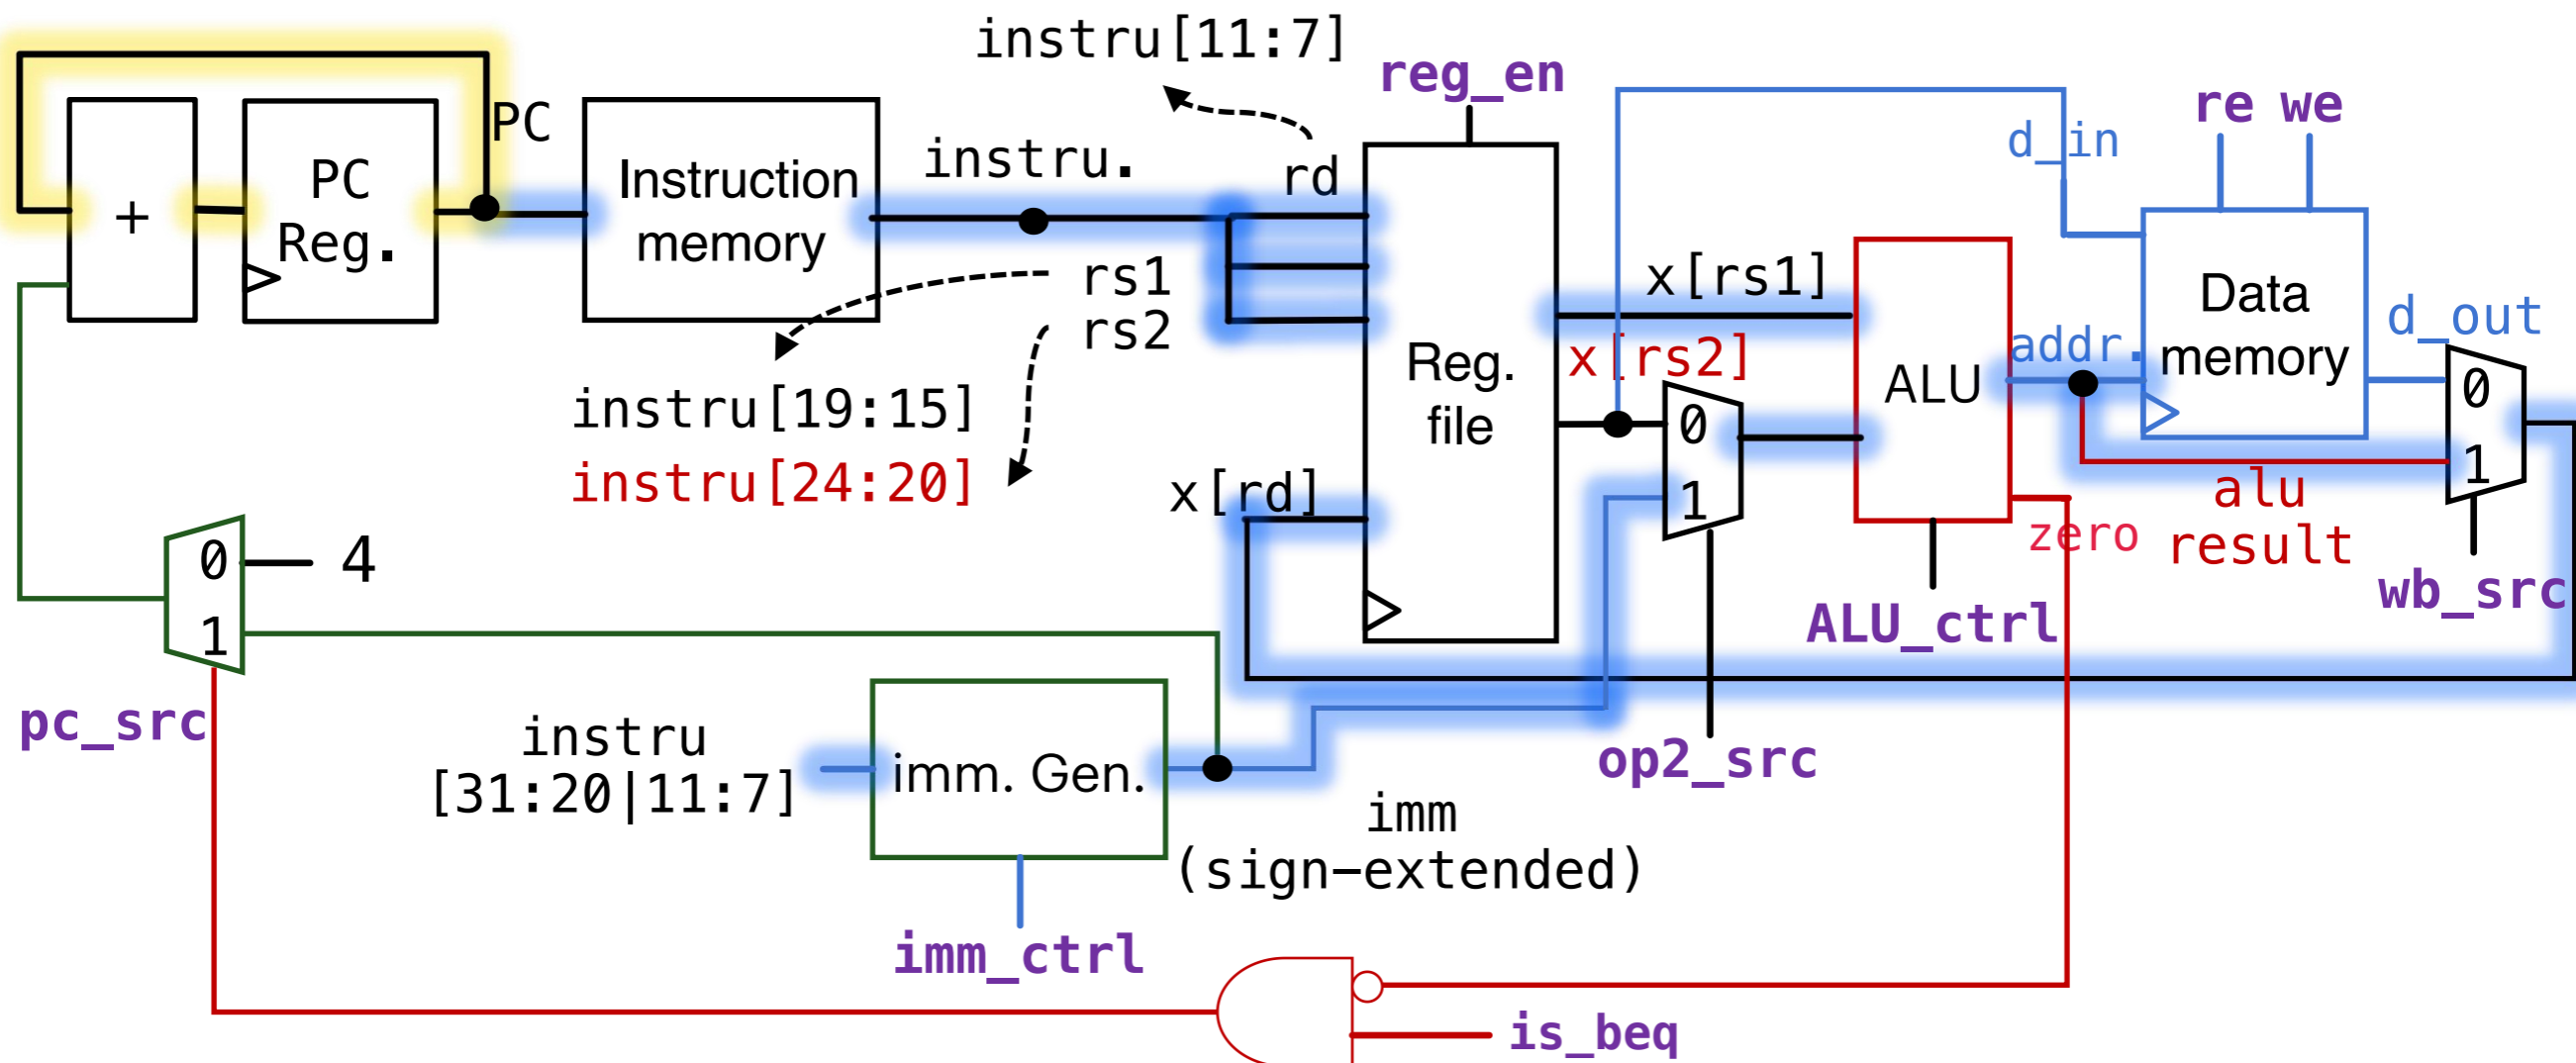 instru[11:7]
reg_en
re we
PC
d_in
instru.
rd
PC
Reg.
+
Instruction
memory
rs1
rs2
x[rs1]
x[rs2]
addr.
Data
memory
d_out
Reg.
file
ALU
0
1
0
1
instru[19:15]
instru[24:20]
x[rd]
alu
result
zero
wb_src
ALU_ctrl
0
4
1
pc_src
instru
[31:20|11:7]
imm. Gen.
op2_src
imm
(sign-extended)
imm_ctrl
is_beq